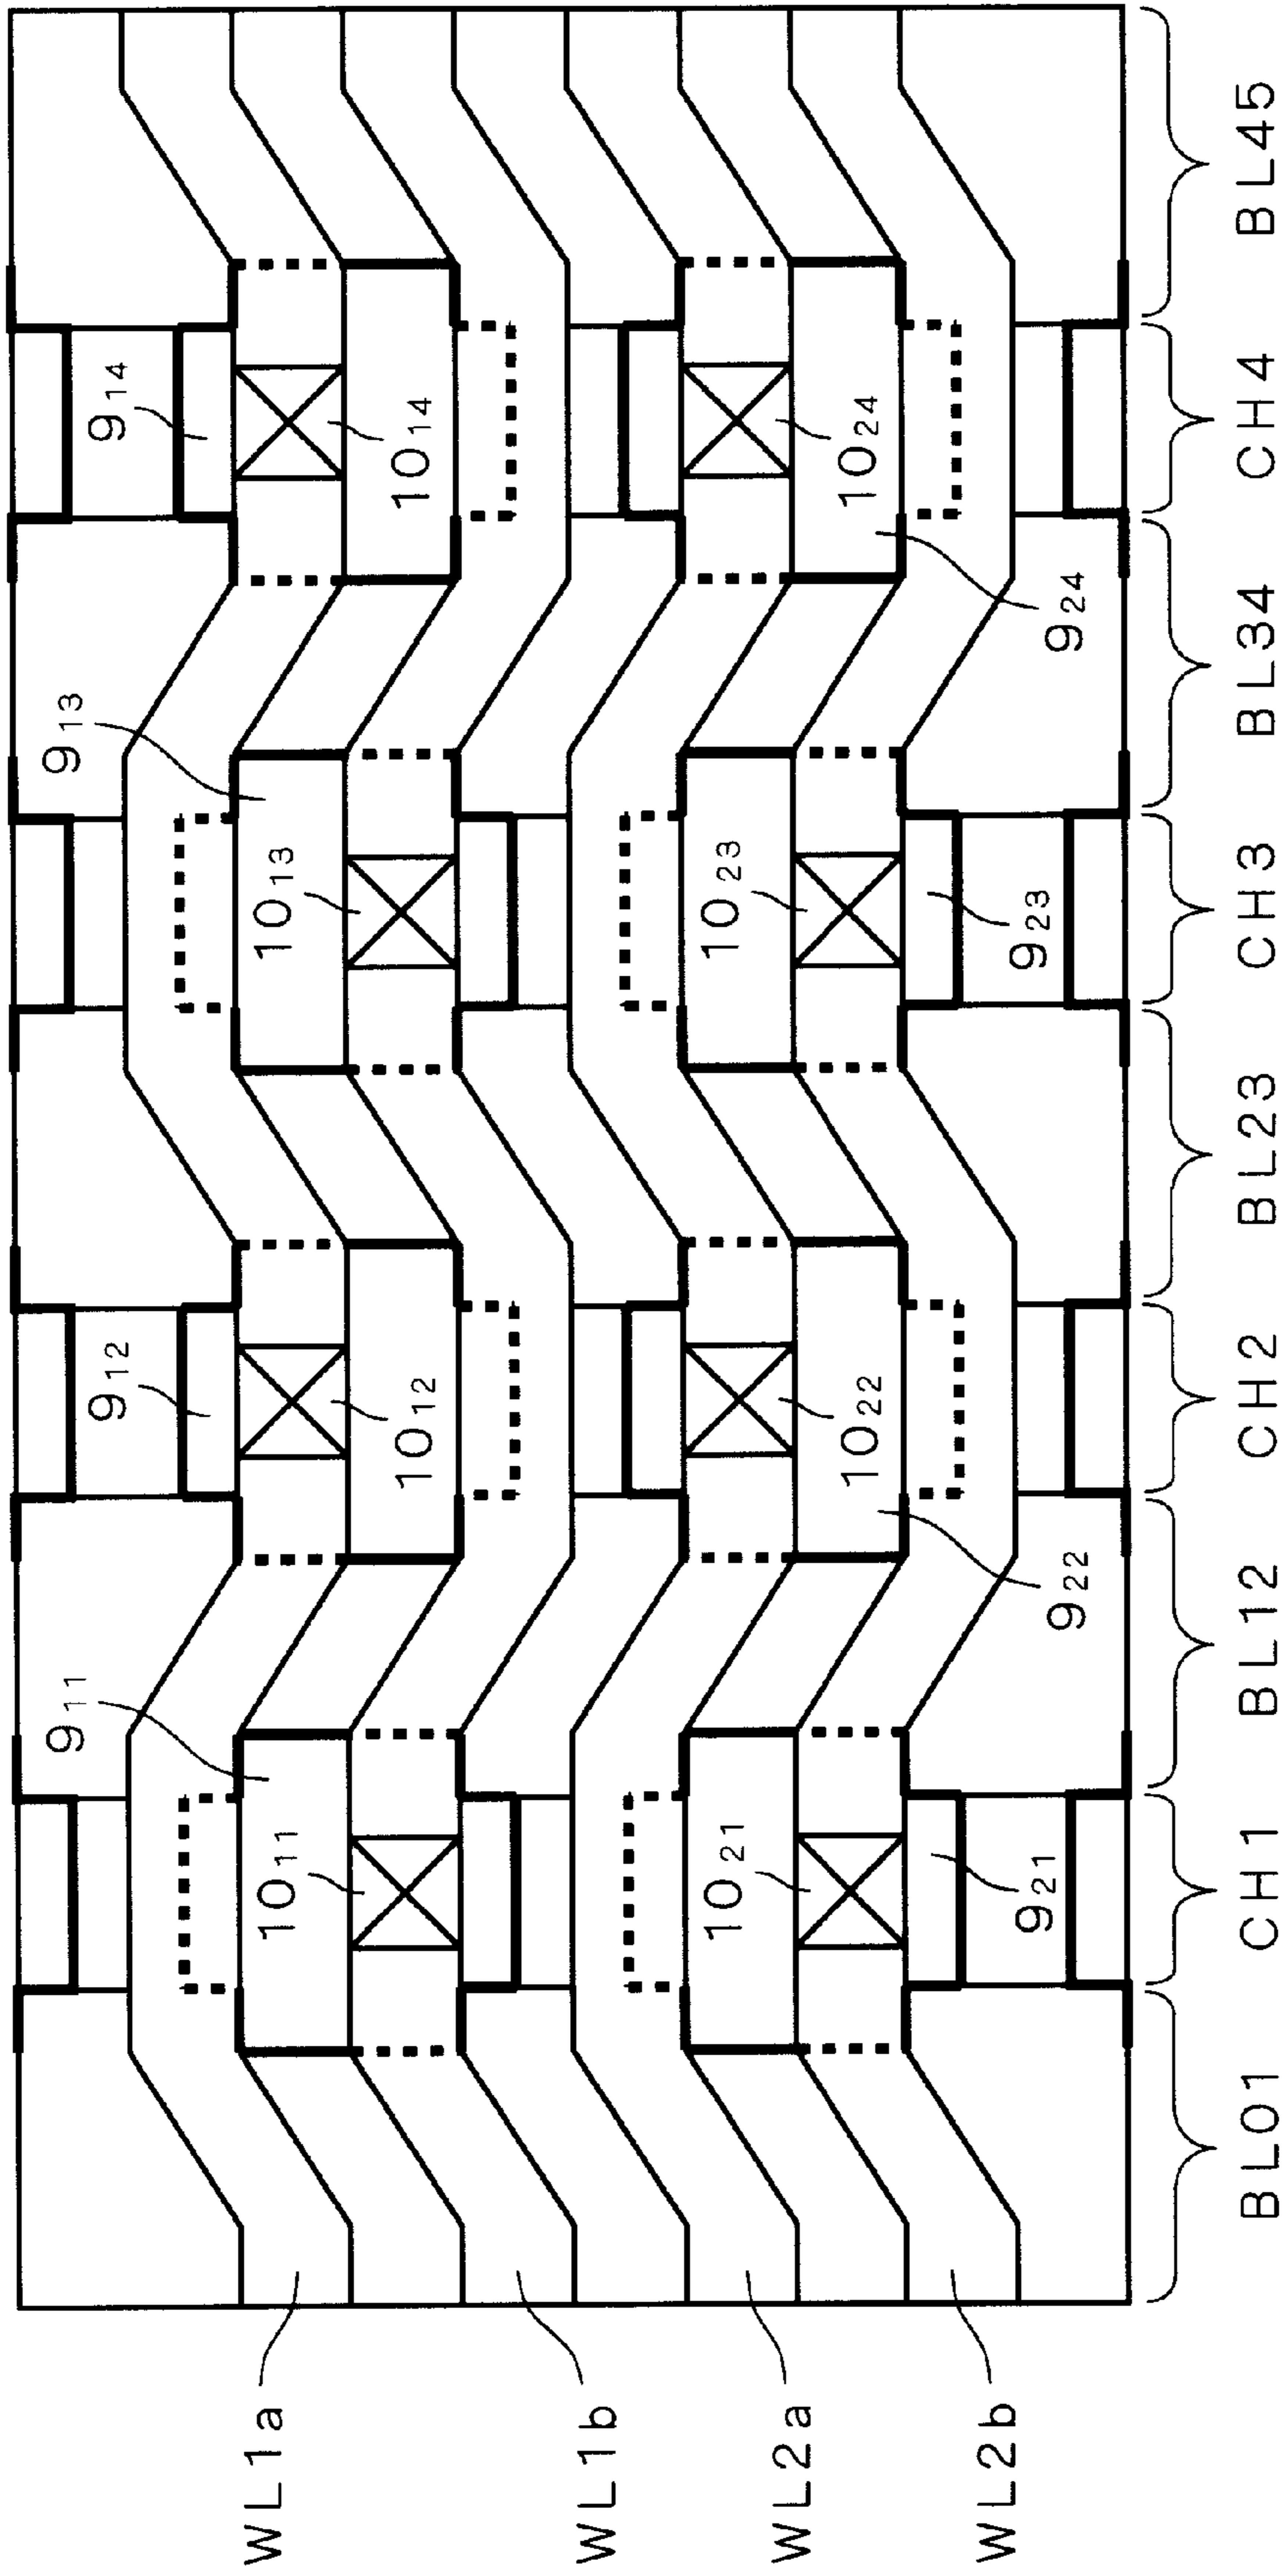 9₁₁ 9₁₃
9₁₂ 9₁₄
WL1a
10₁₁ 10₁₃
10₁₂ 10₁₄
WL1b
10₂₁ 10₂₃
WL2a
10₂₂ 10₂₄
WL2b
9₂₁ 9₂₃
9₂₂ 9₂₄
BL01 CH1 BL12 CH2 BL23 CH3 BL34 CH4 BL45